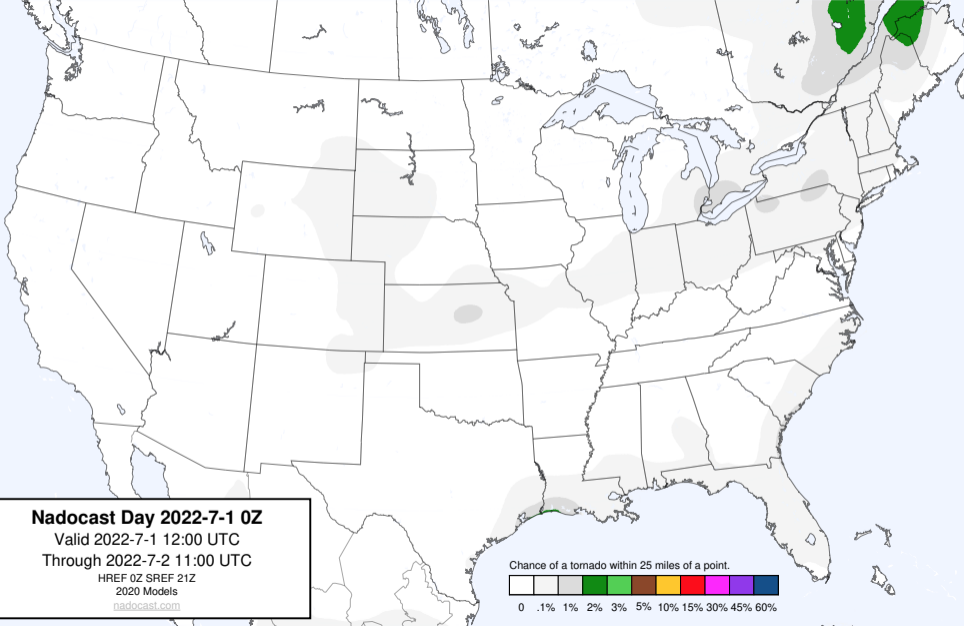 Nadocast Day 2022-7-1 0Z
Valid 2022-7-1 12:00 UTC
Through 2022-7-2 11:00 UTC
HREF 0Z SREF 21Z
2020 Models
nadocast.com
Chance of a tornado within 25 miles of a point.
0 .1% 1% 2% 3% 5% 10% 15% 30% 45% 60%